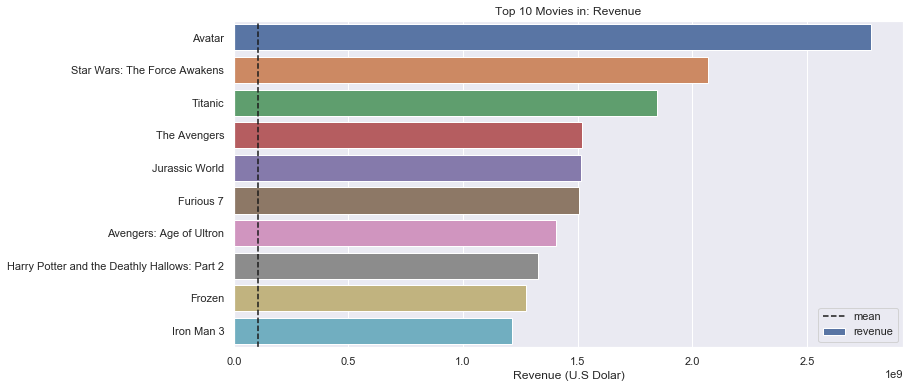 Top 10 Movies in: Revenue
Avatar
Star Wars: The Force Awakens
Titanic
The Avengers
Jurassic World
Furious 7
Avengers: Age of Ultron
Harry Potter and the Deathly Hallows: Part 2
Frozen
Iron Man 3
mean
revenue
0.0 0.5 1.0 1.5 2.0 2.5
1e9
Revenue (U.S Dolar)